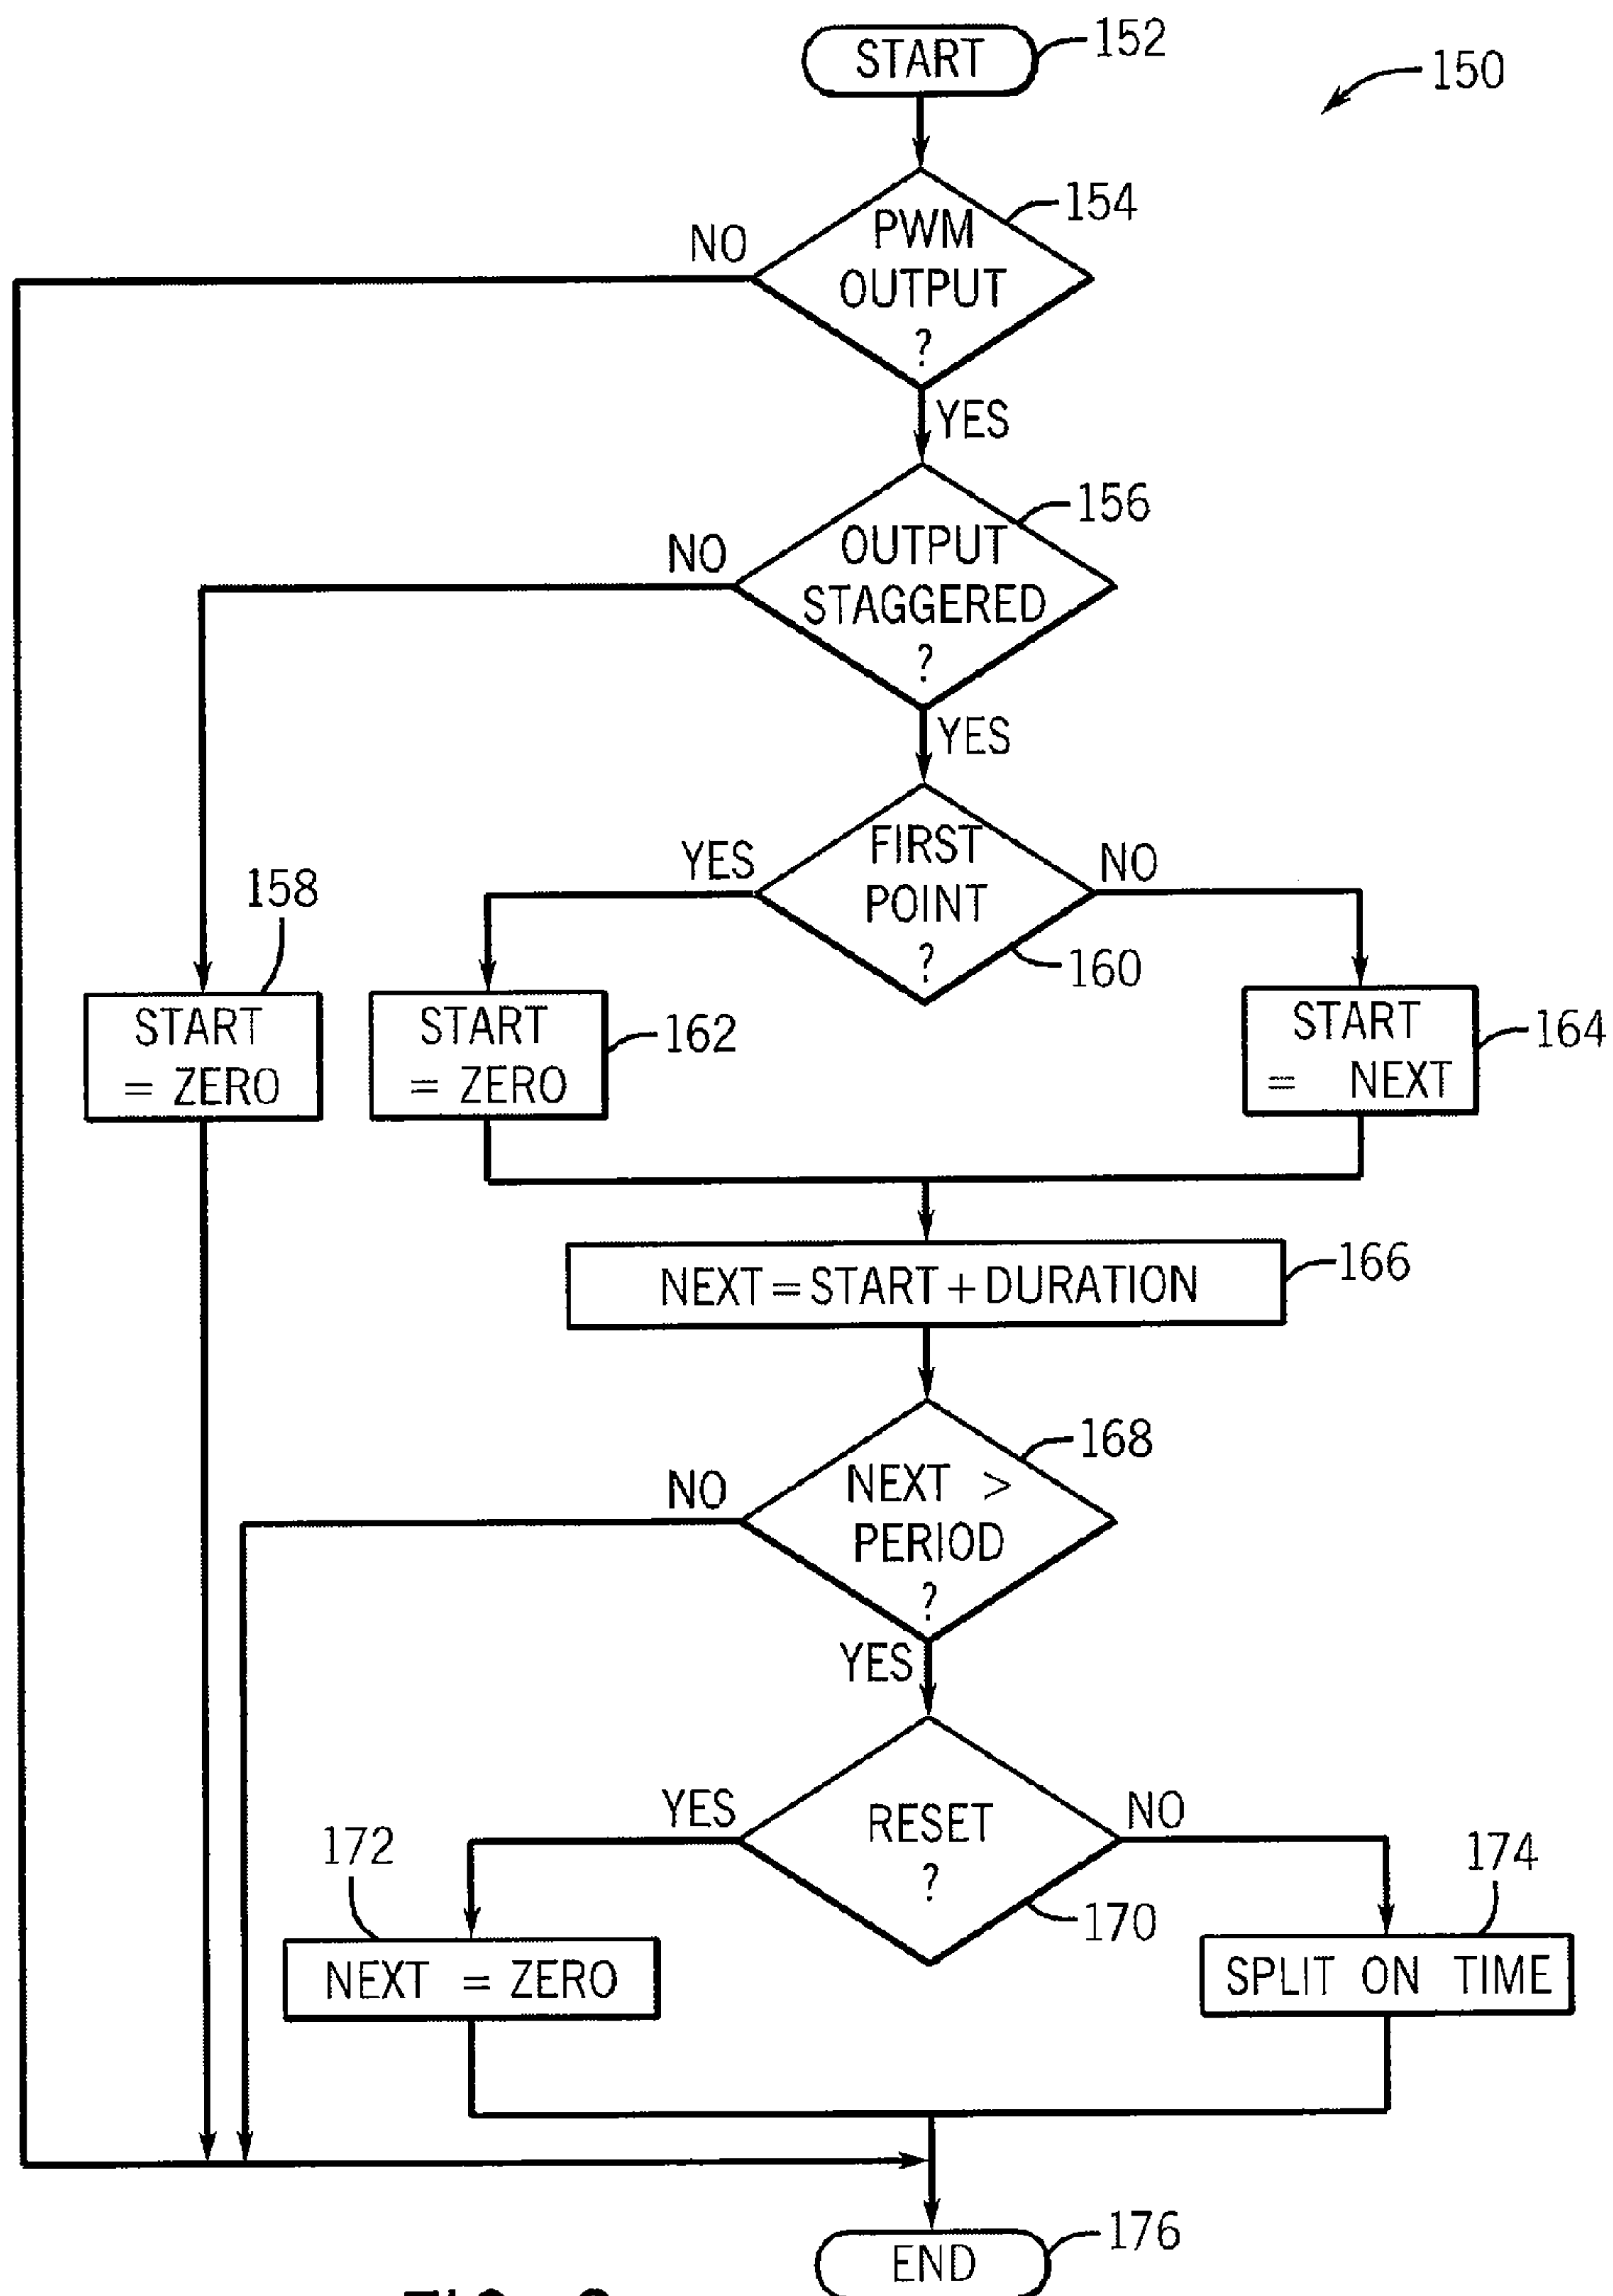 START
152
150
154
PWM
OUTPUT
?
NO
YES
156
OUTPUT
STAGGERED
?
NO
YES
FIRST
POINT
?
YES
NO
160
158
START
= ZERO
START
= ZERO
162
START
= NEXT
164
NEXT = START + DURATION
166
168
NEXT >
PERIOD
?
NO
YES
RESET
?
YES
NO
170
172
NEXT = ZERO
174
SPLIT ON TIME
END
176